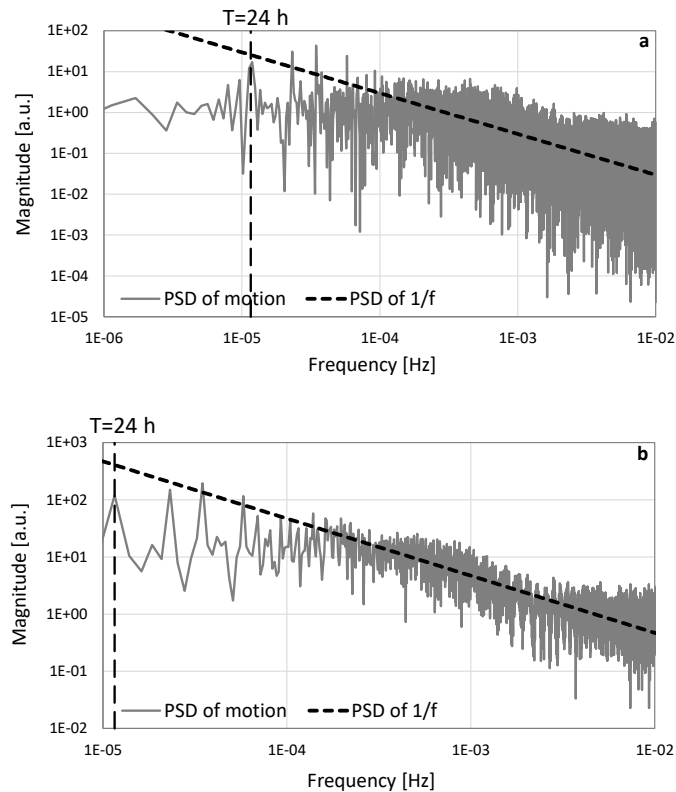 T=24 h
a
1E+02
1E+01
1E+00
1E-01
1E-02
1E-03
1E-04
1E-05
Magnitude [a.u.]
PSD of motion PSD of 1/f
1E-06 1E-05 1E-04 1E-03 1E-02
Frequency [Hz]
T=24 h
b
1E+03
1E+02
1E+01
1E+00
1E-01
1E-02
Magnitude [a.u.]
PSD of motion PSD of 1/f
1E-05 1E-04 1E-03 1E-02
Frequency [Hz]